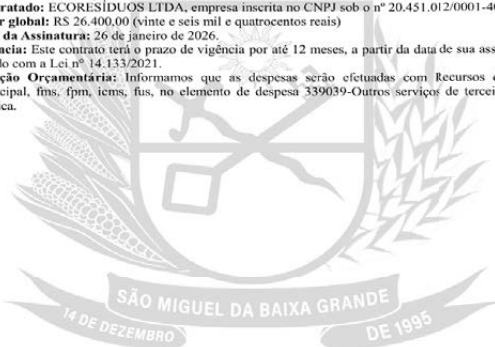 ratado: ECORESÍDUOS LTDA, empresa inscrita no CNPJ sob o nº 20.451.012/0001-40
r global: RS 26.400,00 (vinte e seis mil e quatrocentos reais)
da Assinatura: 26 de janeiro de 2026.
ncia: Este contrato terá o prazo de vigência por até 12 meses, a partir da data de sua ass
do com a Lei nº 14.133/2021.
ção Orçamentária: Informamos que as despesas serão efetuadas com Recursos
cipal, fms, fpm, icms, fus, no elemento de despesa 339039-Outros serviços de tercei
ica.
SÃO MIGUEL DA BAIXA GRANDE
14 DE DEZEMBRO DE 1995